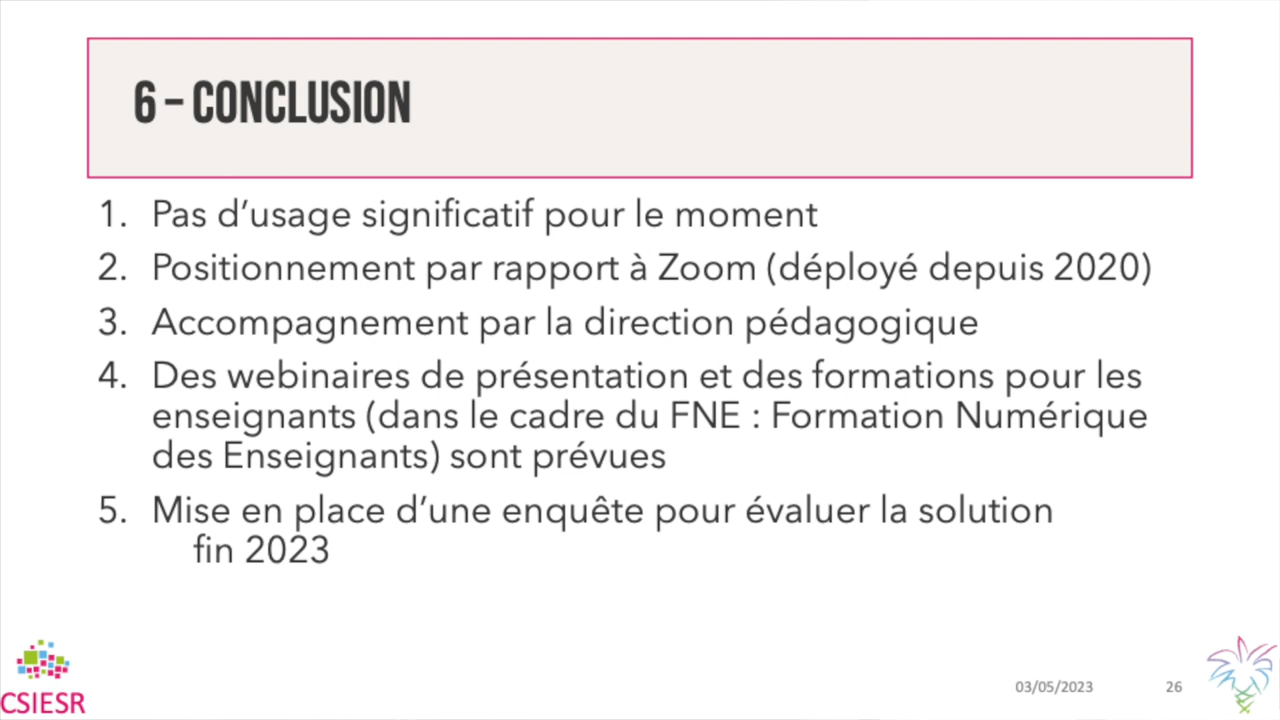 6 – CONCLUSION
1. Pas d’usage significatif pour le moment
2. Positionnement par rapport à Zoom (déployé depuis 2020)
3. Accompagnement par la direction pédagogique
4. Des webinaires de présentation et des formations pour les
enseignants (dans le cadre du FNE : Formation Numérique
des Enseignants) sont prévues
5. Mise en place d’une enquête pour évaluer la solution
fin 2023
CSIESR
03/05/2023
26